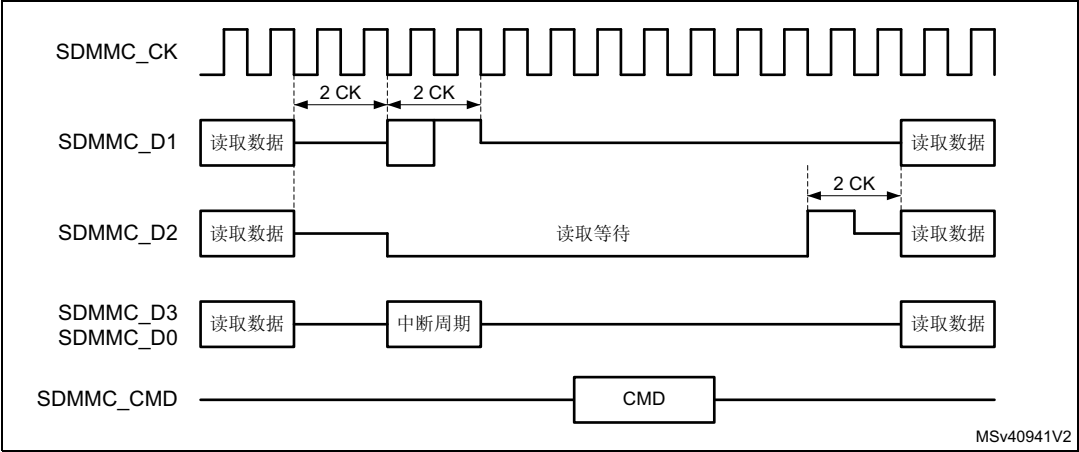 SDMMC_CK
2 CK 2 CK
SDMMC_D1 读取数据 读取数据
2 CK
SDMMC_D2 读取数据 读取等待 读取数据
SDMMC_D3
SDMMC_D0 读取数据 中断周期 读取数据
SDMMC_CMD CMD
MSv40941V2